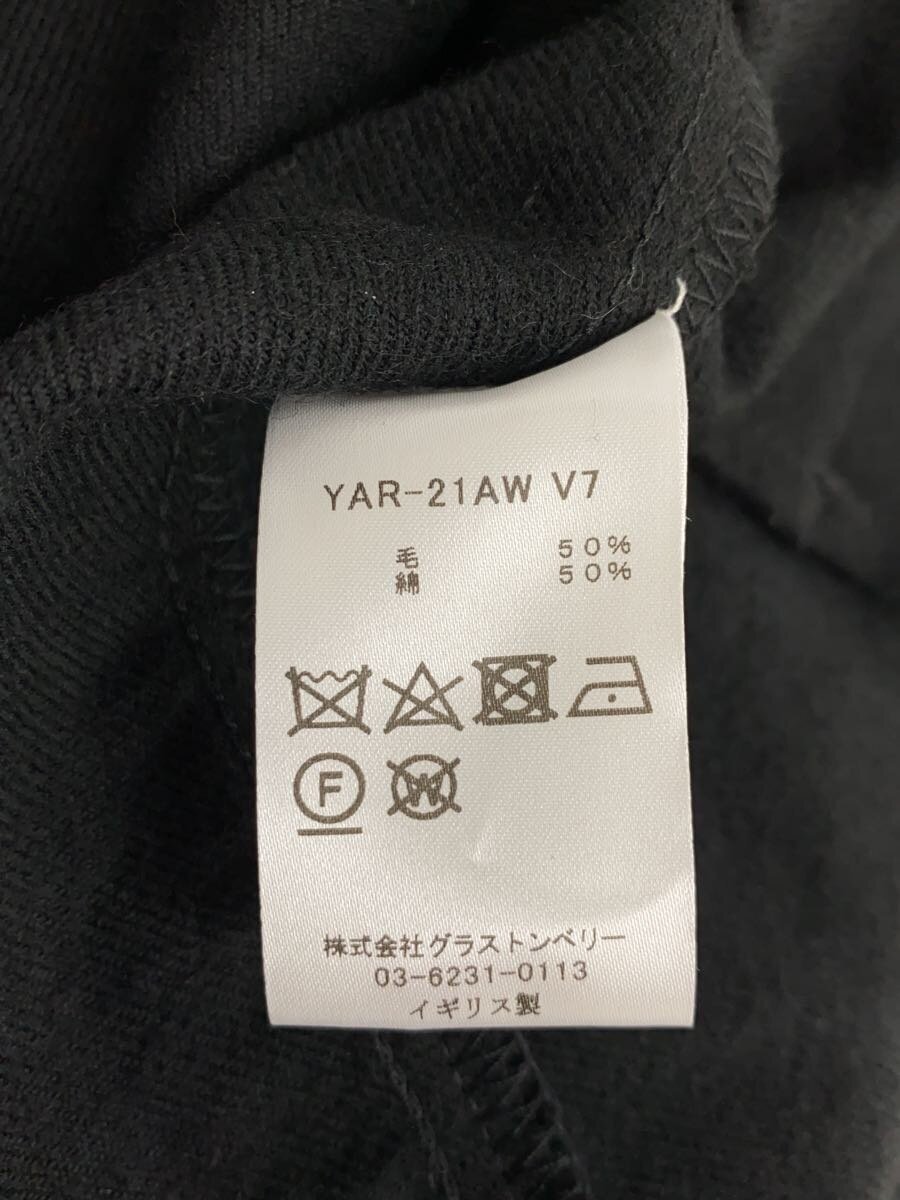 YAR-21AW V7
毛 50%
綿 50%
F W
株式会社グラストンベリー
03-6231-0113
イギリス製